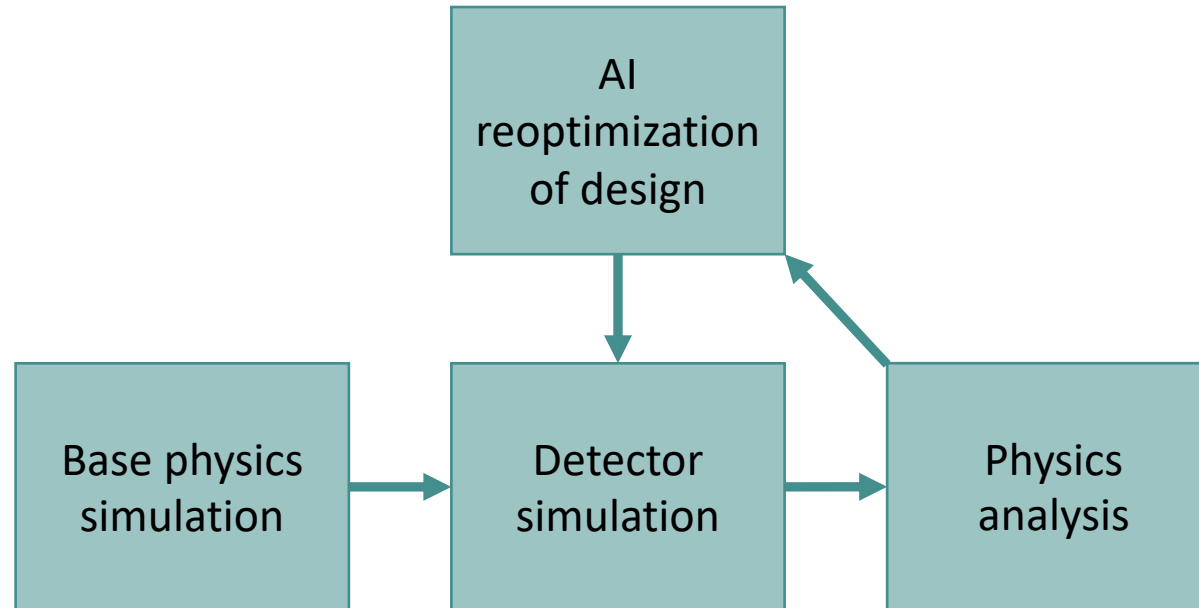 AI
reoptimization
of design
Base physics
simulation
Detector
simulation
Physics
analysis